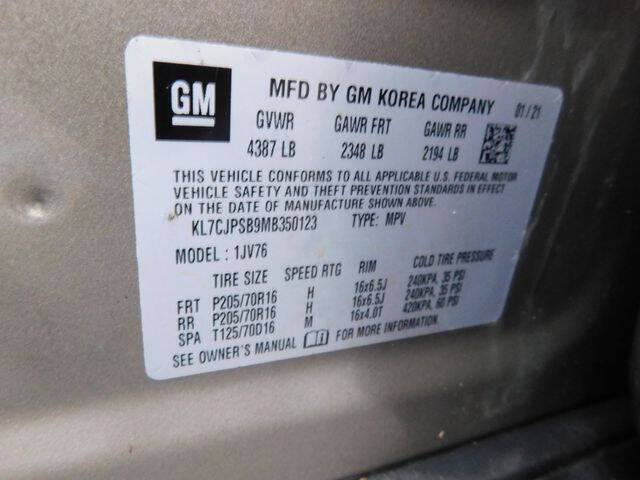 GM
MFD BY GM KOREA COMPANY 01/21
GVWR GAWR FRT GAWR RR
4387 LB 2348 LB 2194 LB
THIS VEHICLE CONFORMS TO ALL APPLICABLE U.S. FEDERAL MOTOR
VEHICLE SAFETY AND THEFT PREVENTION STANDARDS IN EFFECT
ON THE DATE OF MANUFACTURE SHOWN ABOVE.
KL7CJPSB9MB350123 TYPE: MPV
MODEL: 1JV76
TIRE SIZE SPEED RTG RIM COLD TIRE PRESSURE
FRT P205/70R16 H 16x6.5J 240KPA, 35 PSI
RR P205/70R16 H 16x6.5J 240KPA, 35 PSI
SPA T125/70D16 M 16x4.0T 420KPA, 60 PSI
SEE OWNER'S MANUAL FOR MORE INFORMATION.